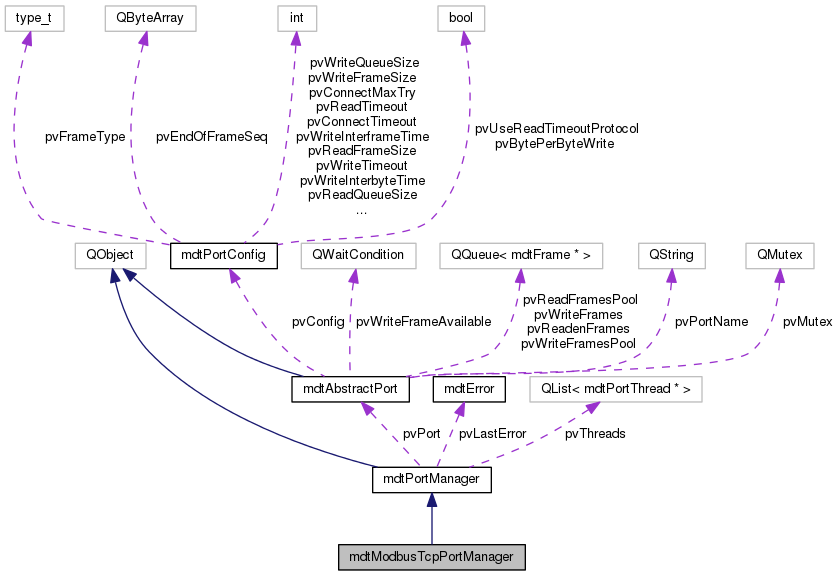 type_t
QByteArray
int
bool
pvFrameType
pvEndOfFrameSeq
pvWriteQueueSize
pvWriteFrameSize
pvConnectMaxTry
pvReadTimeout
pvConnectTimeout
pvWriteInterframeTime
pvReadFrameSize
pvWriteTimeout
pvWriteInterbyteTime
pvReadQueueSize
...
pvUseReadTimeoutProtocol
pvBytePerByteWrite
QObject
mdtPortConfig
QWaitCondition
QQueue< mdtFrame * >
QString
QMutex
pvConfig
pvWriteFrameAvailable
pvReadFramesPool
pvWriteFrames
pvReadenFrames
pvWriteFramesPool
pvPortName
pvMutex
mdtAbstractPort
mdtError
QList< mdtPortThread * >
pvPort
pvLastError
pvThreads
mdtPortManager
mdtModbusTcpPortManager